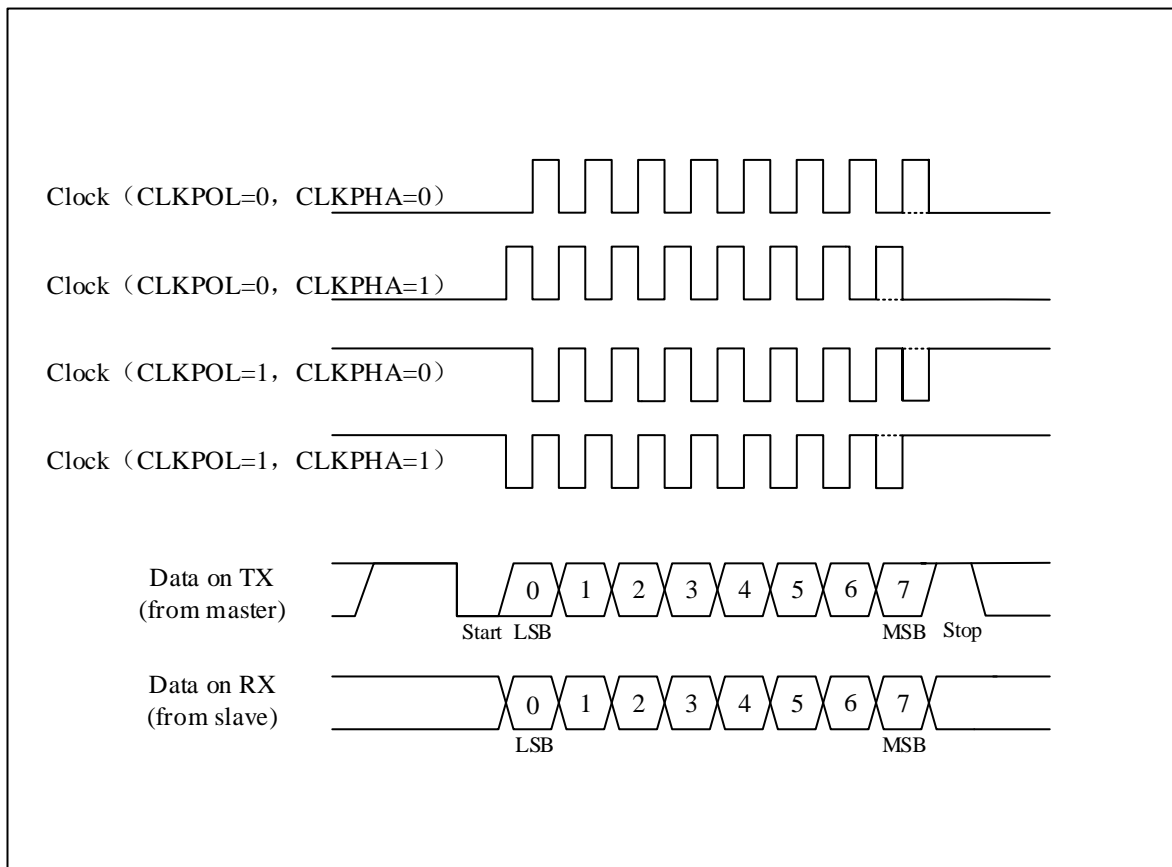 Clock（CLKPOL=0，CLKPHA=0）
Clock（CLKPOL=0，CLKPHA=1）
Clock（CLKPOL=1，CLKPHA=0）
Clock（CLKPOL=1，CLKPHA=1）
Data on TX
(from master)
0 1 2 3 4 5 6 7
Start LSB MSB Stop
Data on RX
(from slave)
0 1 2 3 4 5 6 7
LSB MSB